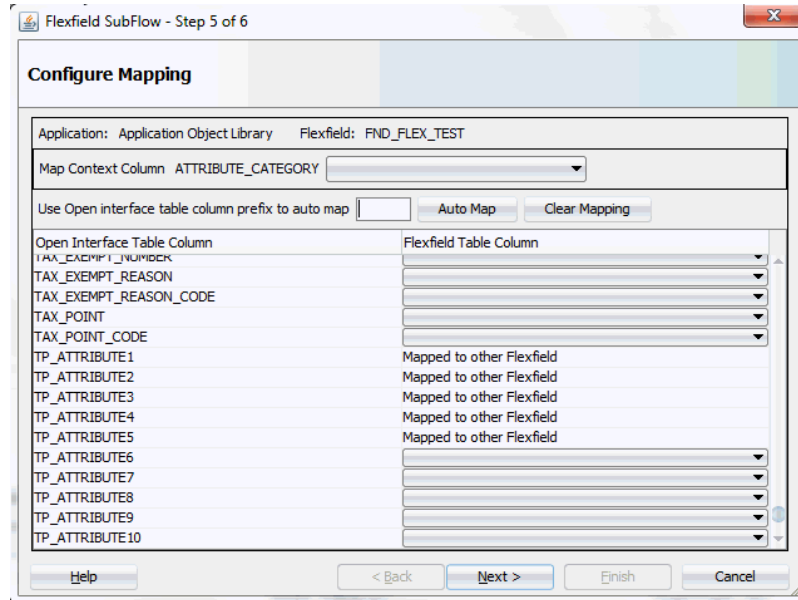 Flexfield SubFlow - Step 5 of 6
Configure Mapping
Application: Application Object Library Flexfield: FND_FLEX_TEST
Map Context Column ATTRIBUTE_CATEGORY
Use Open interface table column prefix to auto map Auto Map Clear Mapping
Open Interface Table Column Flexfield Table Column
TAX_EXEMPT_NUMBER
TAX_EXEMPT_REASON
TAX_EXEMPT_REASON_CODE
TAX_POINT
TAX_POINT_CODE
TP_ATTRIBUTE1 Mapped to other Flexfield
TP_ATTRIBUTE2 Mapped to other Flexfield
TP_ATTRIBUTE3 Mapped to other Flexfield
TP_ATTRIBUTE4 Mapped to other Flexfield
TP_ATTRIBUTE5 Mapped to other Flexfield
TP_ATTRIBUTE6
TP_ATTRIBUTE7
TP_ATTRIBUTE8
TP_ATTRIBUTE9
TP_ATTRIBUTE10
Help < Back Next > Finish Cancel